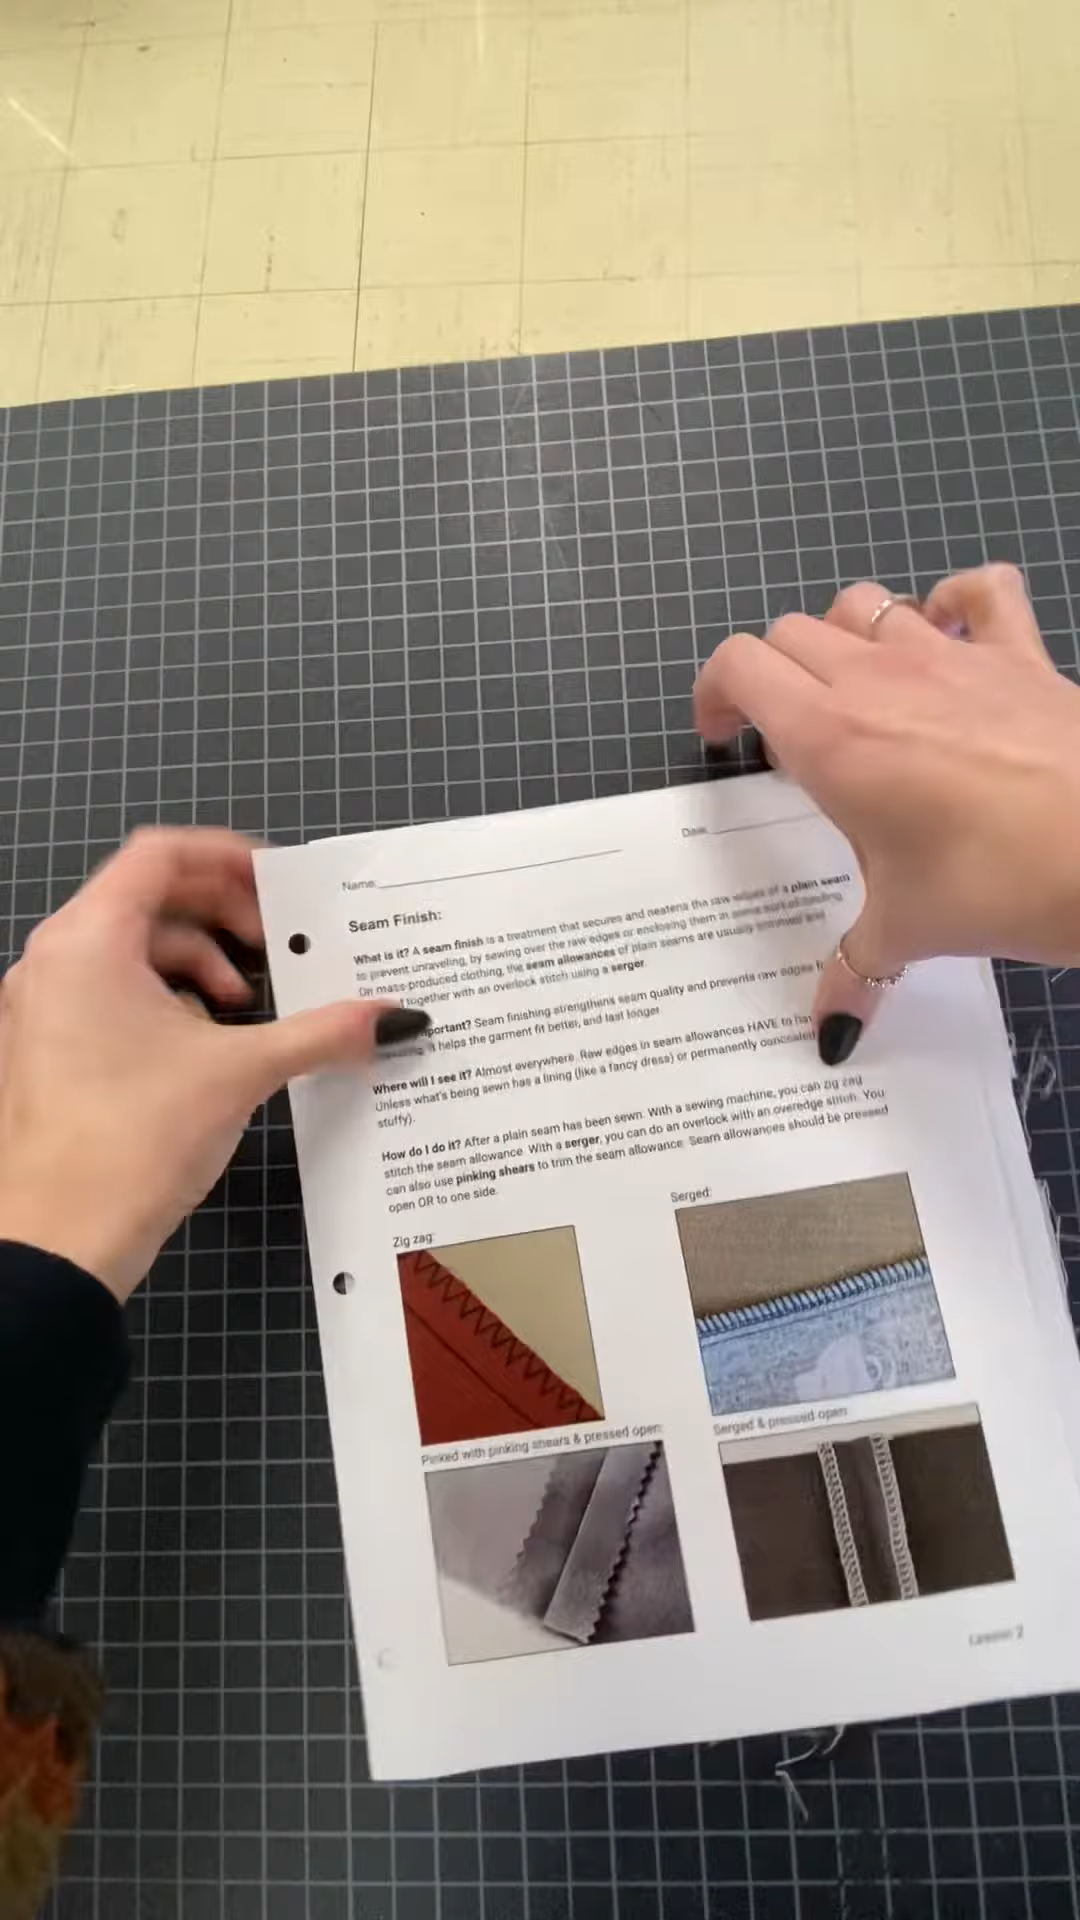 Name: Date:
Seam Finish:
What is it? A seam finish is a treatment that secures and neatens the raw edges of a plain seam
to prevent unraveling, by sewing over the raw edges or enclosing them in some sort of binding.
On mass-produced clothing, the seam allowances of plain seams are usually trimmed and
together with an overlock stitch using a serger.
portant? Seam finishing strengthens seam quality and prevents raw edges
it helps the garment fit better, and last longer
Where will I see it? Almost everywhere. Raw edges in seam allowances HAVE to
Unless what's being sewn has a lining (like a fancy dress) or permanently concealed
stuffy).
How do I do it? After a plain seam has been sewn. With a sewing machine, you can zig zag
stitch the seam allowance. With a serger, you can do an overlock with an overedge stitch. You
can also use pinking shears to trim the seam allowance. Seam allowances should be pressed
open OR to one side.
Zig zag: Serged:
Pinked with pinking shears & pressed open: Serged & pressed open:
Lesson 2